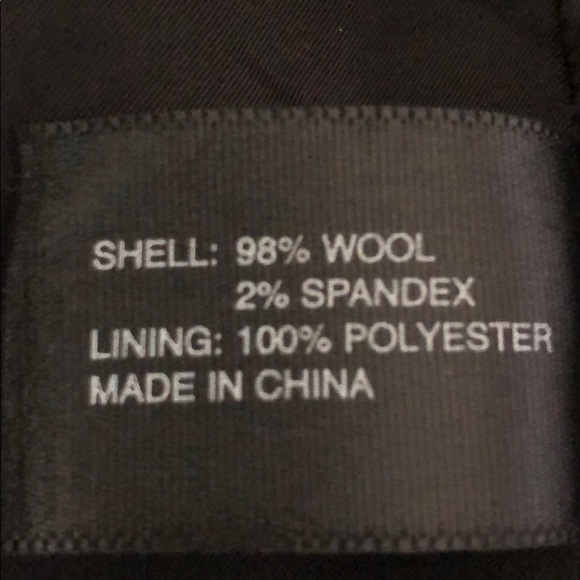 SHELL: 98% WOOL
2% SPANDEX
LINING: 100% POLYESTER
MADE IN CHINA